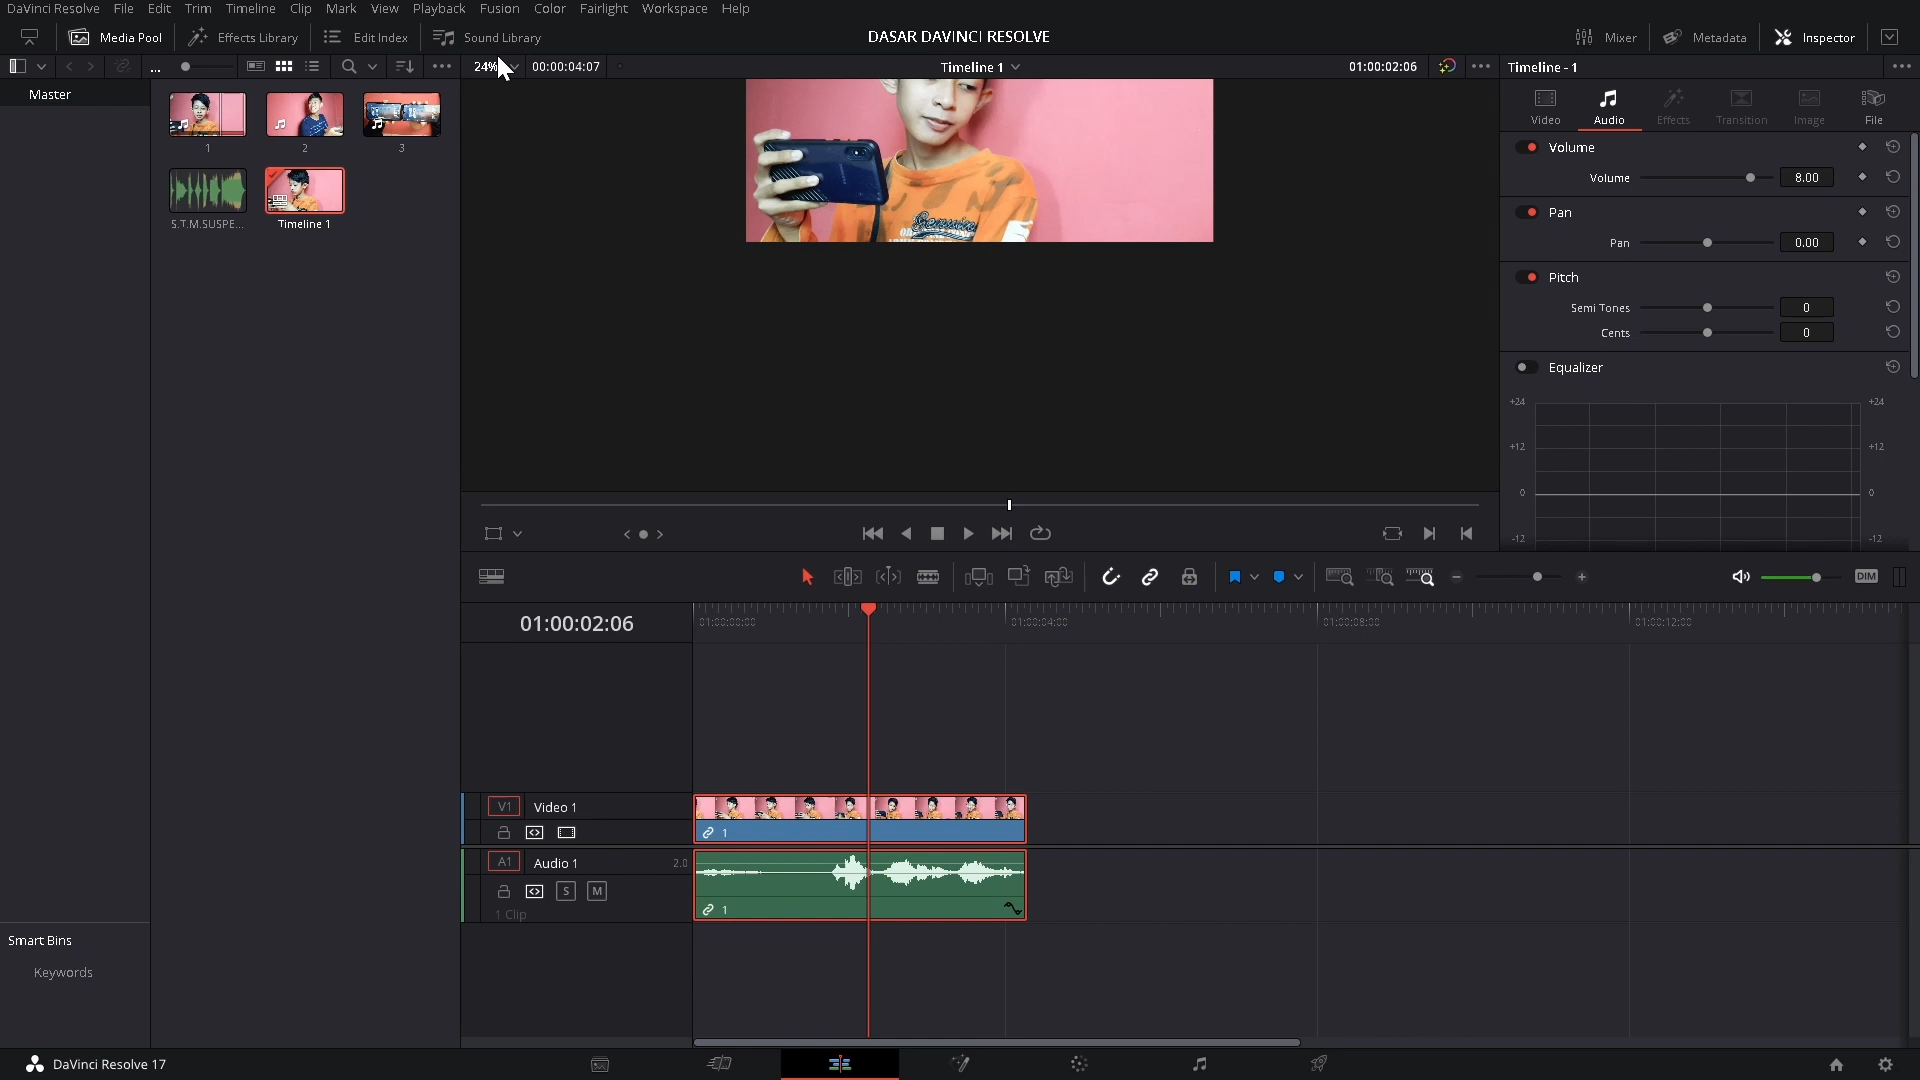 DaVinci Resolve File Edit Trim Timeline Clip Mark View Playback Fusion Color Fairlight Workspace Help
Media Pool Effects Library Edit Index Sound Library DASAR DAVINCI RESOLVE Mixer Metadata Inspector
... 24% 00:00:04:07 Timeline 1 01:00:02:06 Timeline - 1
Master
1 2 3
S.T.M.SUSPE... Timeline 1
Video Audio Effects Transition Image File
Volume
Volume 8.00
Pan
Pan 0.00
Pitch
Semi Tones 0
Cents 0
Equalizer
+24 +24
+12 +12
0 0
-12 -12
DIM
01:00:02:06 01:00:00:00 01:00:04:00 01:00:08:00 01:00:12:00
V1 Video 1
1
A1 Audio 1 2.0
S M
1 Clip 1
Smart Bins
Keywords
DaVinci Resolve 17